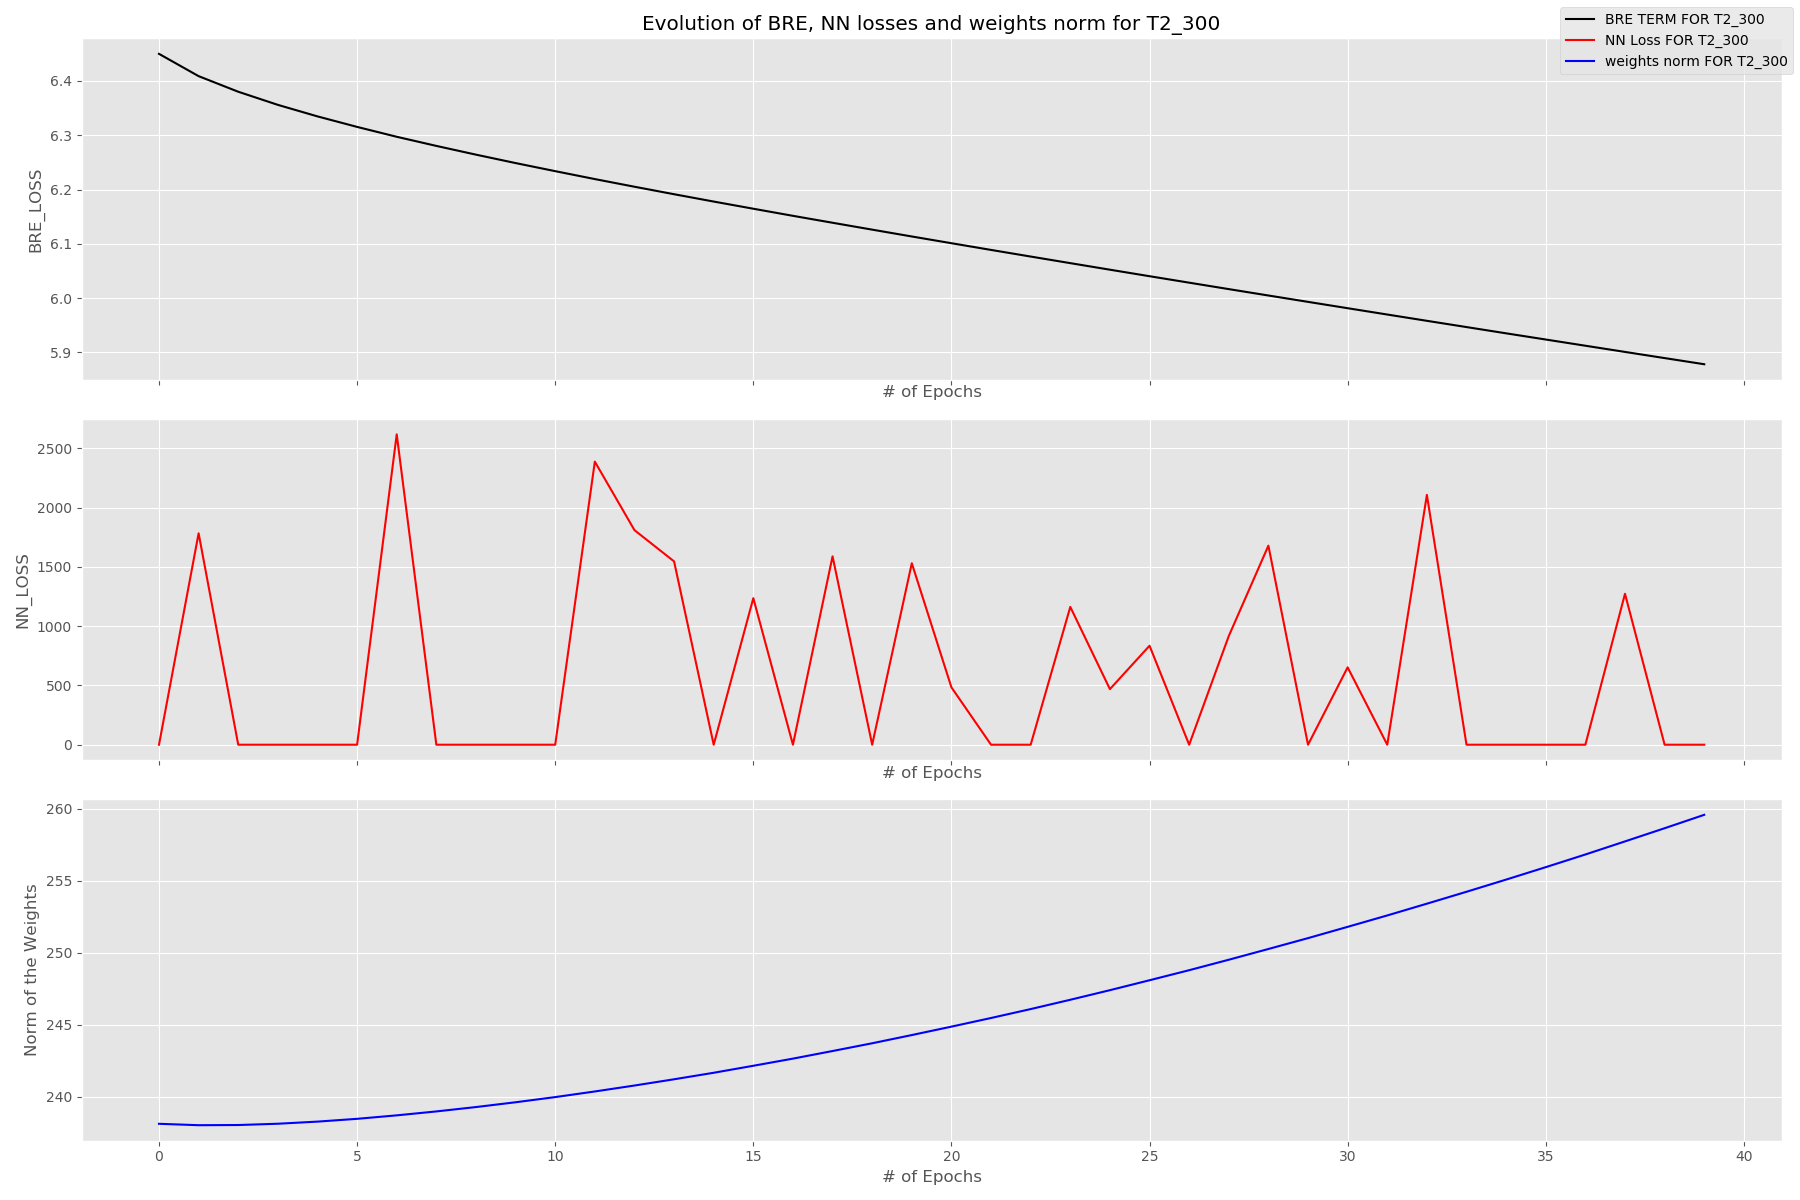 Evolution of BRE, NN losses and weights norm for T2_300
BRE TERM FOR T2_300
NN Loss FOR T2_300
weights norm FOR T2_300
6.4
6.3
6.2
6.1
6.0
5.9
BRE_LOSS
# of Epochs
2500
2000
1500
1000
500
0
NN_LOSS
# of Epochs
260
255
250
245
240
Norm of the Weights
0 5 10 15 20 25 30 35 40
# of Epochs